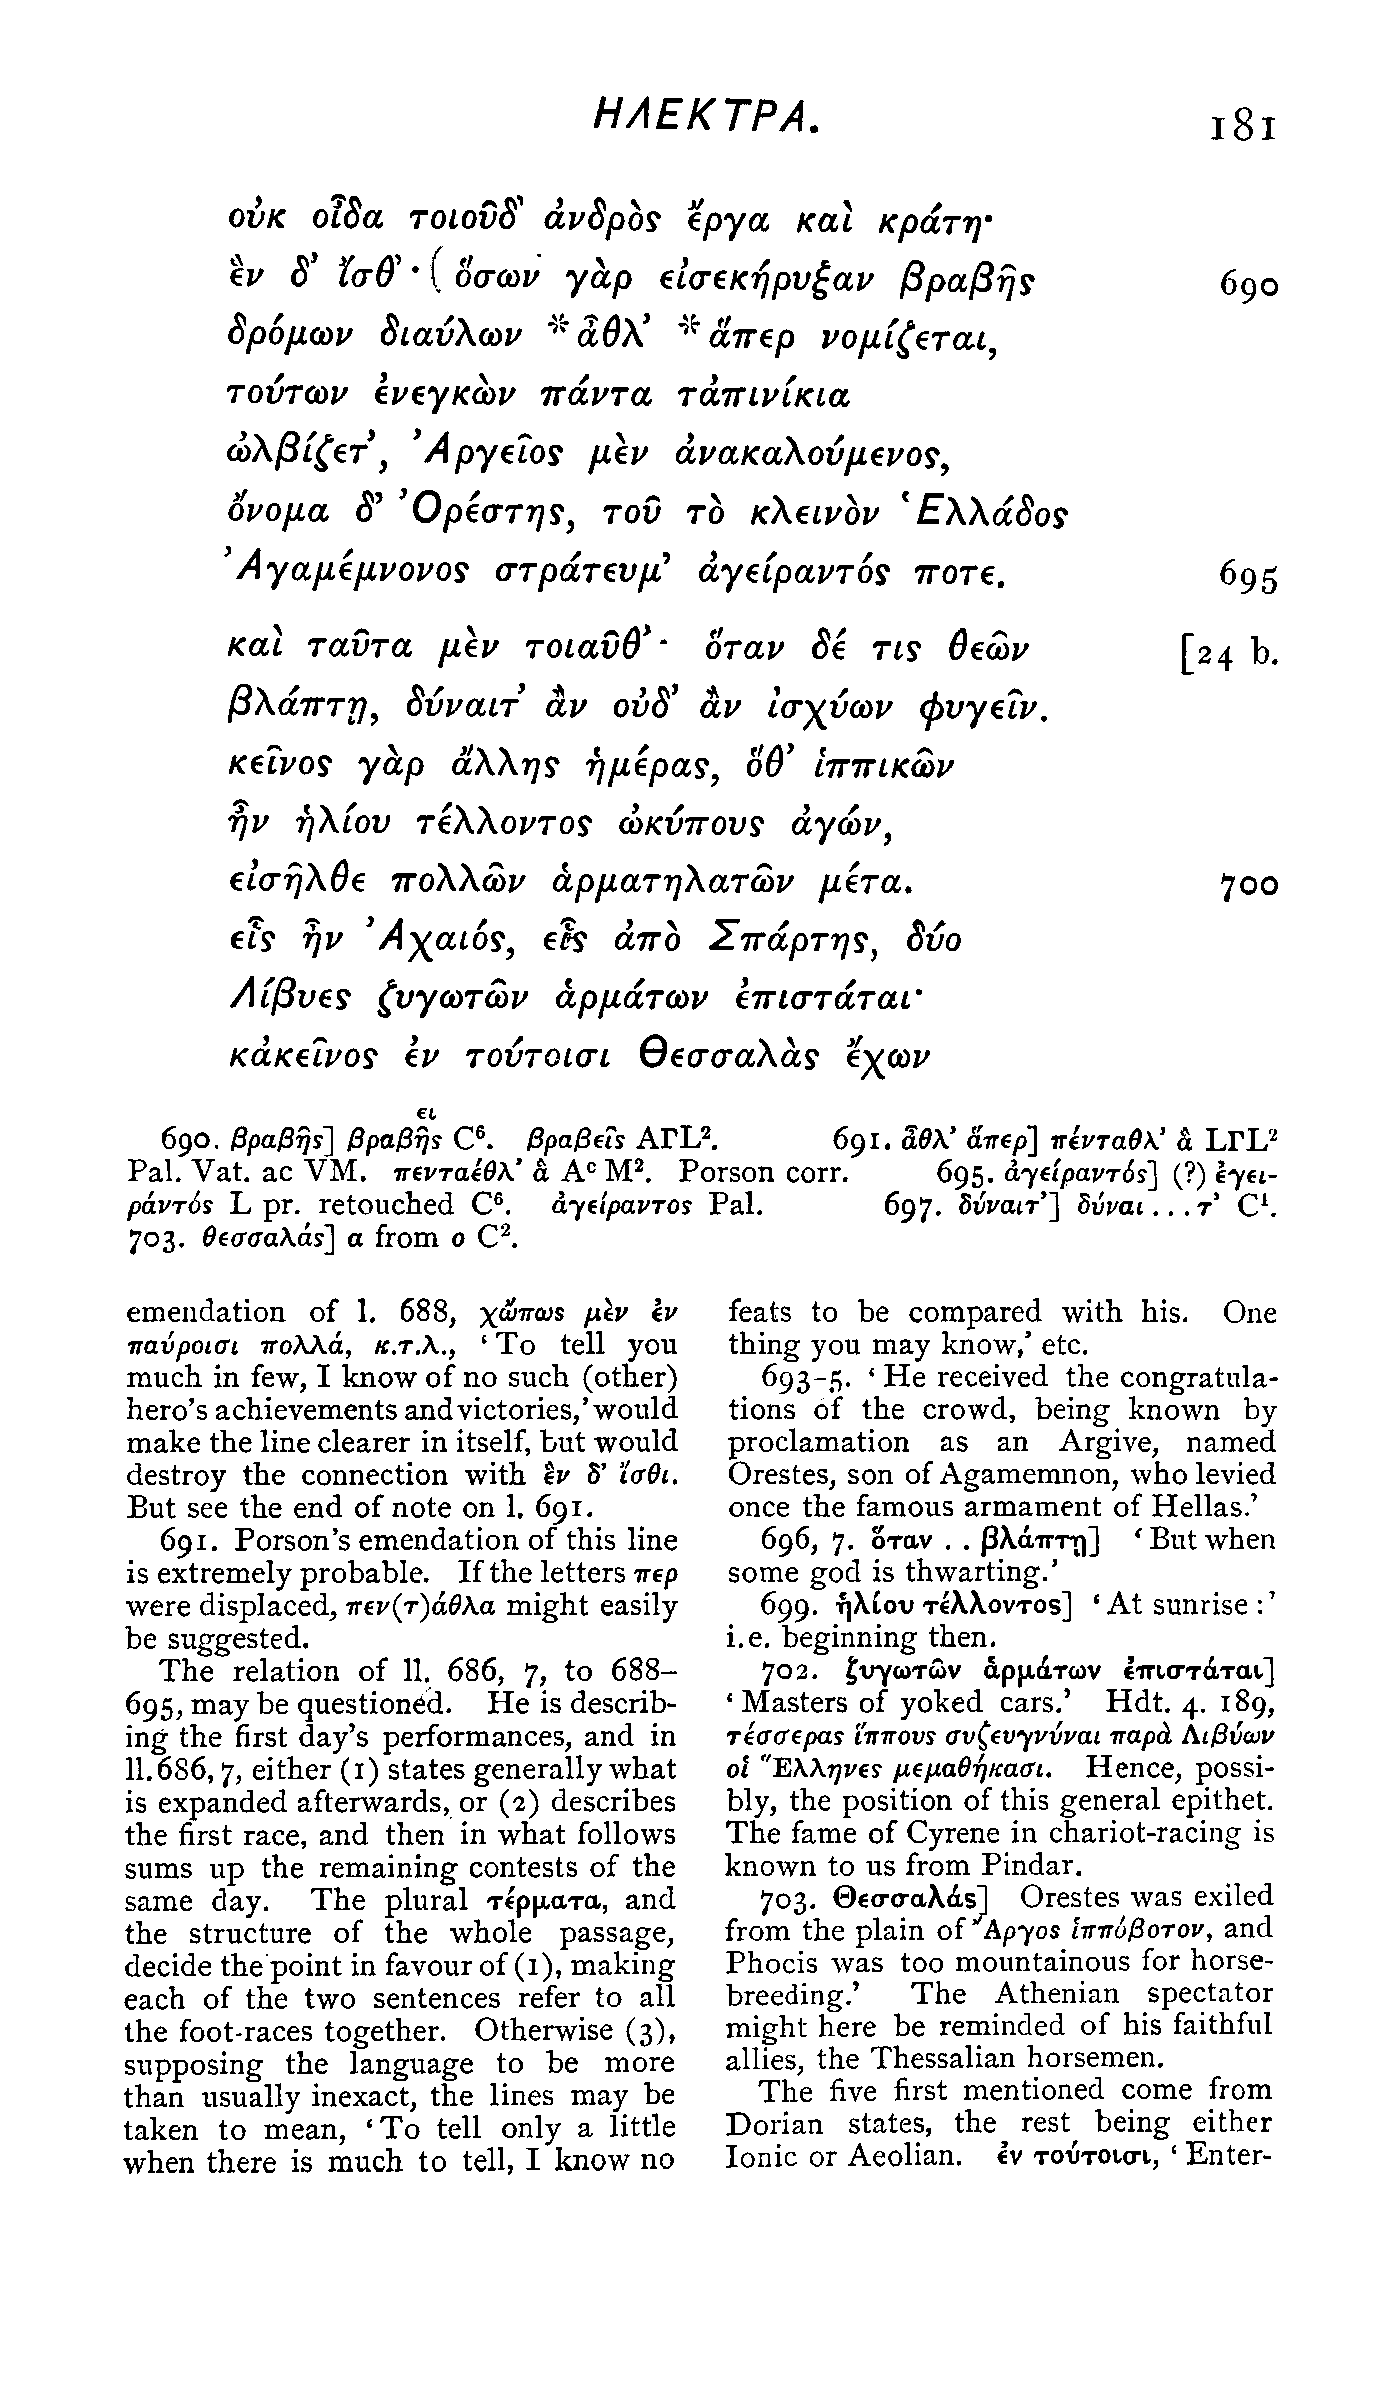 ΗΛΕΚΤΡΑ.
181
οὐκ οἶδα τοιοῦδ' ἀνδρὸς ἔργα καὶ κράτη·
ἓν δ' ἴσθ'· ( ὅσων γὰρ εἰσεκήρυξαν βραβῆς 690
δρόμων διαύλων *ἆθλ' *ἅπερ νομίζεται,
τούτων ἐνεγκὼν πάντα τἀπινίκια
ὠλβίζετ', Ἀργεῖος μὲν ἀνακαλούμενος,
ὄνομα δ' Ὀρέστης, τοῦ τὸ κλεινὸν Ἑλλάδος
Ἀγαμέμνονος στράτευμ' ἀγείραντός ποτε. 695
καὶ ταῦτα μὲν τοιαῦθ'· ὅταν δέ τις θεῶν [24 b.
βλάπτῃ, δύναιτ' ἂν οὐδ' ἂν ἰσχύων φυγεῖν.
κεῖνος γὰρ ἄλλης ἡμέρας, ὅθ' ἱππικῶν
ἦν ἡλίου τέλλοντος ὠκύπους ἀγών,
εἰσῆλθε πολλῶν ἁρματηλατῶν μέτα. 700
εἷς ἦν Ἀχαιός, εἷς ἀπὸ Σπάρτης, δύο
Λίβυες ζυγωτῶν ἁρμάτων ἐπιστάται·
κἀκεῖνος ἐν τούτοισι Θεσσαλὰς ἔχων
ει
690. βραβῆς] βραβῆς C⁶. βραβεῖς ΑΓL². 691. ἆθλ' ἅπερ] πένταθλ' ἃ LΓL²
Pal. Vat. ac VM. πενταέθλ' ἃ Aᶜ M². Porson corr. 695. ἀγείραντός] (?) ἐγει-
ράντός L pr. retouched C⁶. ἀγείραντος Pal. 697. δύναιτ'] δύναι ... τ' C¹.
703. θεσσαλάς] α from ο C².
emendation of l. 688, χὤπως μὲν ἐν
παύροισι πολλά, κ.τ.λ., ‘To tell you
much in few, I know of no such (other)
hero's achievements and victories,’ would
make the line clearer in itself, but would
destroy the connection with ἓν δ' ἴσθι.
But see the end of note on l. 691.
691. Porson's emendation of this line
is extremely probable. If the letters περ
were displaced, πεν(τ)άθλα might easily
be suggested.
The relation of ll. 686, 7, to 688–
695, may be questioned. He is describ-
ing the first day's performances, and in
ll. 686, 7, either (1) states generally what
is expanded afterwards, or (2) describes
the first race, and then in what follows
sums up the remaining contests of the
same day. The plural τέρματα, and
the structure of the whole passage,
decide the point in favour of (1), making
each of the two sentences refer to all
the foot-races together. Otherwise (3),
supposing the language to be more
than usually inexact, the lines may be
taken to mean, ‘To tell only a little
when there is much to tell, I know no
feats to be compared with his. One
thing you may know,’ etc.
693-5. ‘He received the congratula-
tions of the crowd, being known by
proclamation as an Argive, named
Orestes, son of Agamemnon, who levied
once the famous armament of Hellas.’
696, 7. ὅταν . . βλάπτῃ] ‘But when
some god is thwarting.’
699. ἡλίου τέλλοντος] ‘At sunrise:’
i.e. beginning then.
702. ζυγωτῶν ἁρμάτων ἐπιστάται]
‘Masters of yoked cars.’ Hdt. 4. 189,
τέσσερας ἵππους συζευγνύναι παρὰ Λιβύων
οἱ Ἕλληνες μεμαθήκασι. Hence, possi-
bly, the position of this general epithet.
The fame of Cyrene in chariot-racing is
known to us from Pindar.
703. Θεσσαλάς] Orestes was exiled
from the plain of Ἄργος ἱππόβοτον, and
Phocis was too mountainous for horse-
breeding.’ The Athenian spectator
might here be reminded of his faithful
allies, the Thessalian horsemen.
The five first mentioned come from
Dorian states, the rest being either
Ionic or Aeolian. ἐν τούτοισι, ‘Enter-